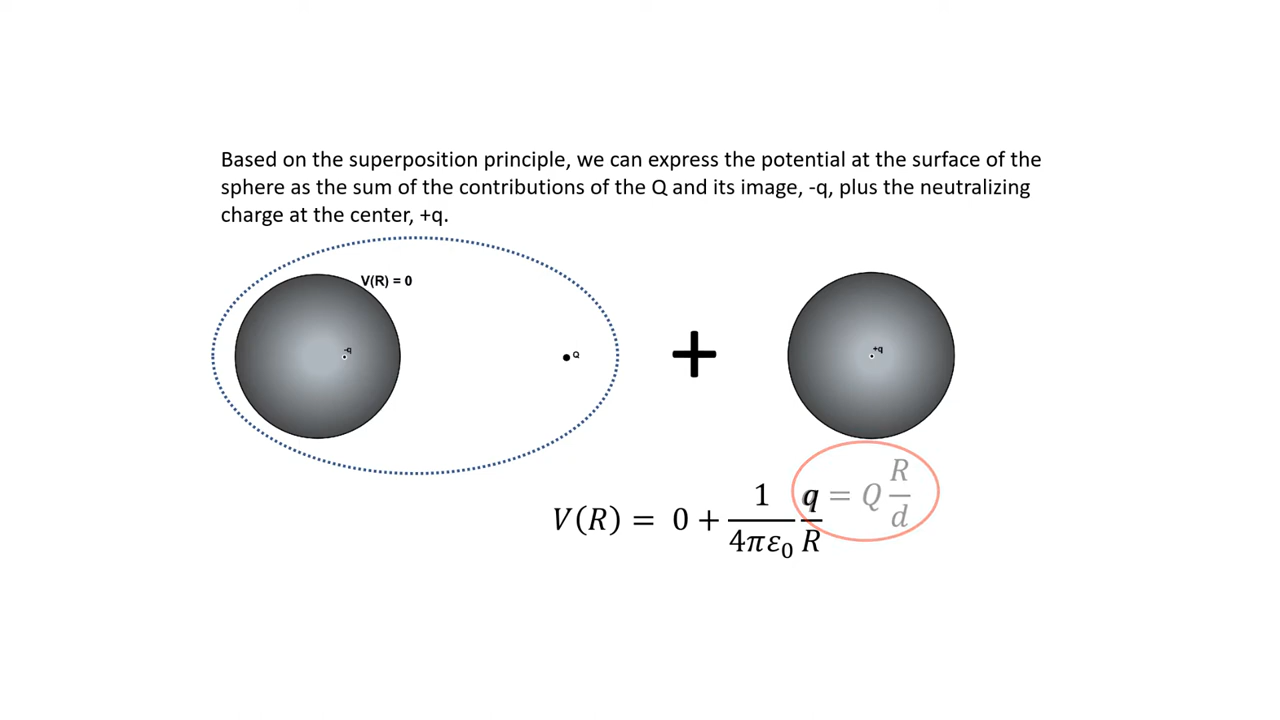 Based on the superposition principle, we can express the potential at the surface of the
sphere as the sum of the contributions of the Q and its image, -q, plus the neutralizing
charge at the center, +q.
V(R) = 0
-q
Q
+
+q
V(R) = 0 + 1/(4πε₀) q/R
q = Q R/d